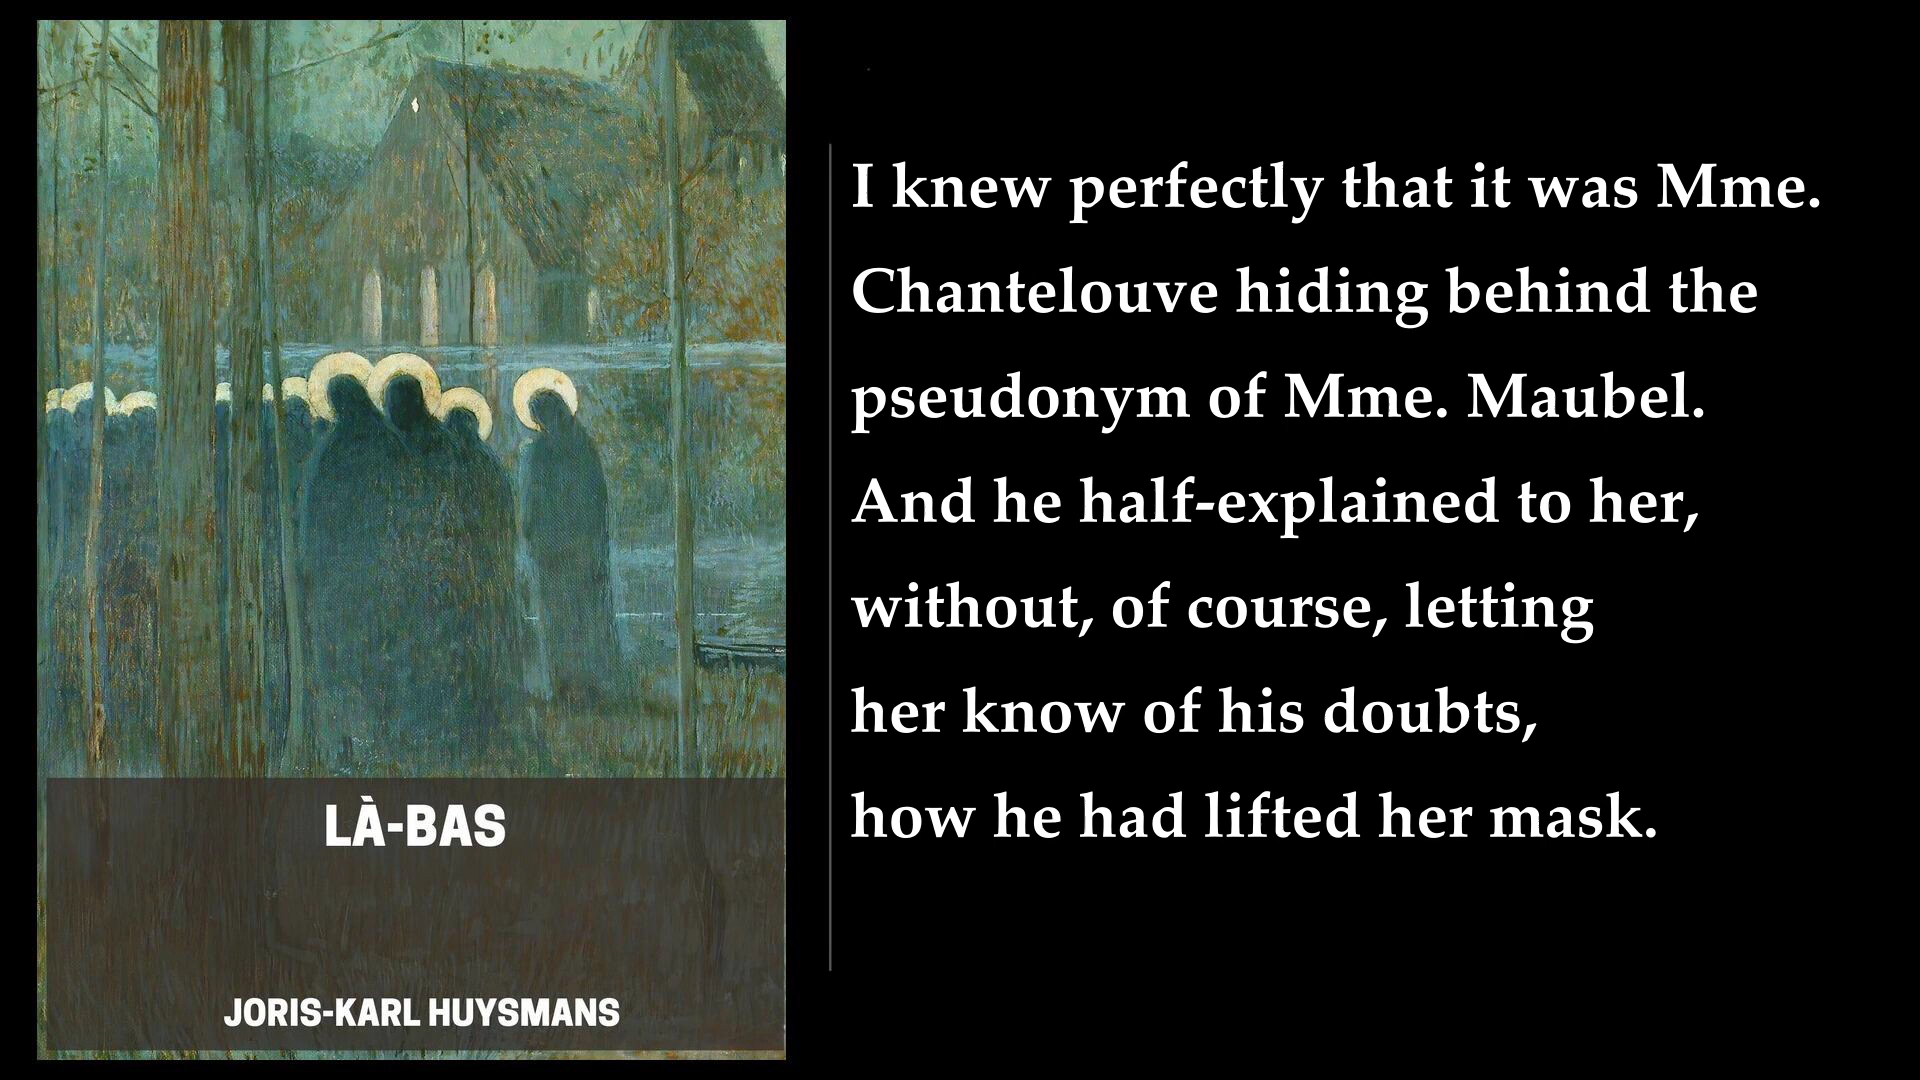 LÀ-BAS
JORIS-KARL HUYSMANS
I knew perfectly that it was Mme.
Chantelouve hiding behind the
pseudonym of Mme. Maubel.
And he half-explained to her,
without, of course, letting
her know of his doubts,
how he had lifted her mask.